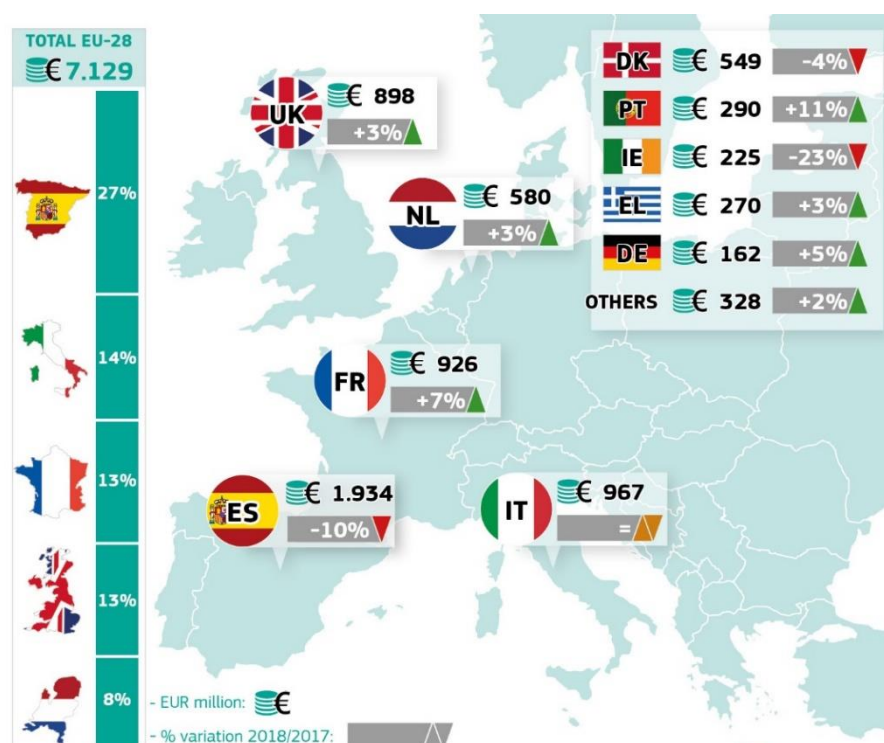 TOTAL EU-28
€ 7.129
27%
14%
13%
13%
8%
UK
€ 898
+3%
NL
€ 580
+3%
FR
€ 926
+7%
ES
€ 1.934
-10%
IT
€ 967
=
DK € 549 -4%
PT € 290 +11%
IE € 225 -23%
EL € 270 +3%
DE € 162 +5%
OTHERS € 328 +2%
- EUR million: €
- % variation 2018/2017: